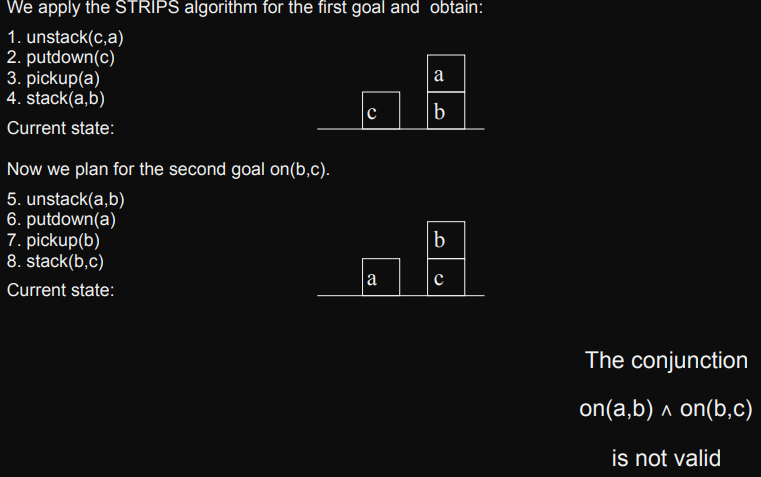 We apply the STRIPS algorithm for the first goal and obtain:
1. unstack(c,a)
2. putdown(c)
3. pickup(a)
4. stack(a,b)
a
c
b
Current state:
Now we plan for the second goal on(b,c).
5. unstack(a,b)
6. putdown(a)
7. pickup(b)
8. stack(b,c)
b
a
c
Current state:
The conjunction
on(a,b) ∧ on(b,c)
is not valid